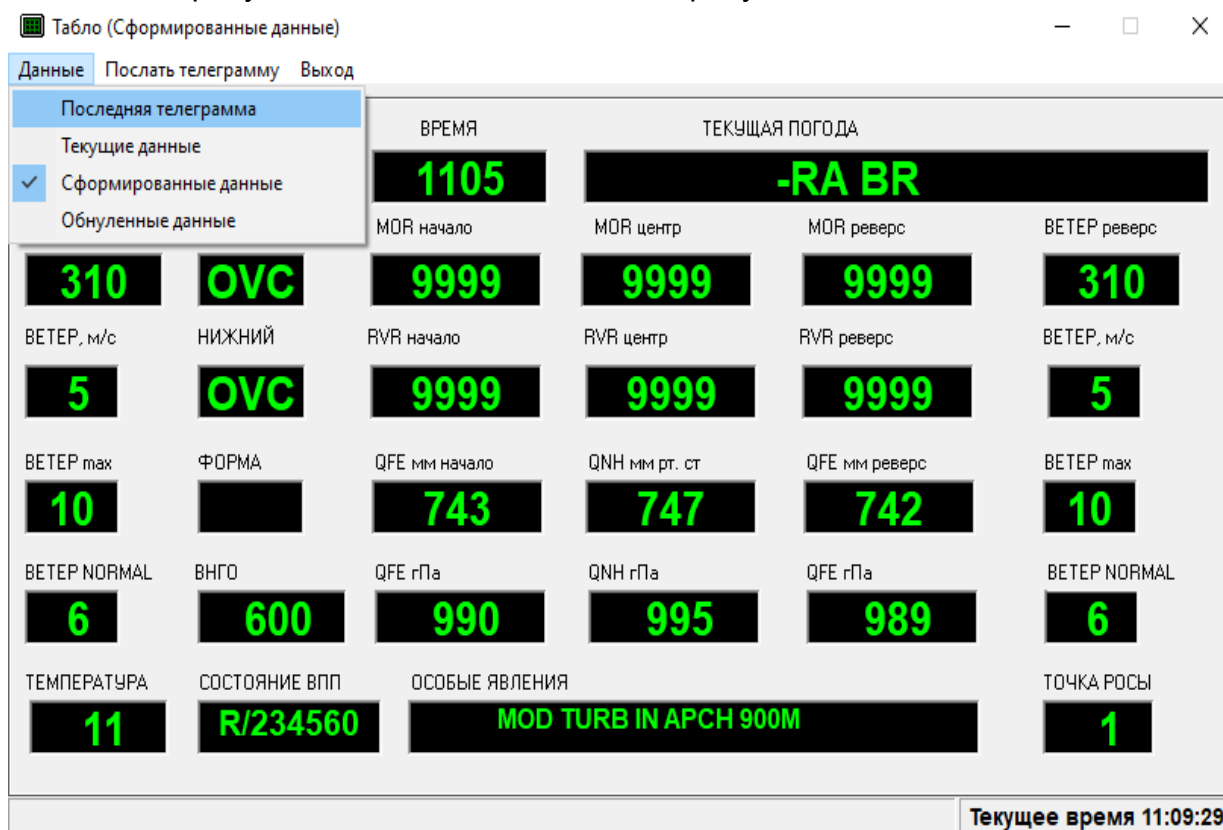 Табло (Сформированные данные)
Данные Послать телеграмму Выход
Последняя телеграмма
Текущие данные
Сформированные данные
Обнуленные данные
ВРЕМЯ ТЕКУЩАЯ ПОГОДА
1105 -RA BR
MOR начало MOR центр MOR реверс ВЕТЕР реверс
310 OVC 9999 9999 9999 310
ВЕТЕР, м/с НИЖНИЙ RVR начало RVR центр RVR реверс ВЕТЕР, м/с
5 OVC 9999 9999 9999 5
ВЕТЕР max ФОРМА QFE мм начало QNH мм рт. ст QFE мм реверс ВЕТЕР max
10 743 747 742 10
ВЕТЕР NORMAL ВНГО QFE гПа QNH гПа QFE гПа ВЕТЕР NORMAL
6 600 990 995 989 6
ТЕМПЕРАТУРА СОСТОЯНИЕ ВПП ОСОБЫЕ ЯВЛЕНИЯ ТОЧКА РОСЫ
11 R/234560 MOD TURB IN APCH 900M 1
Текущее время 11:09:29